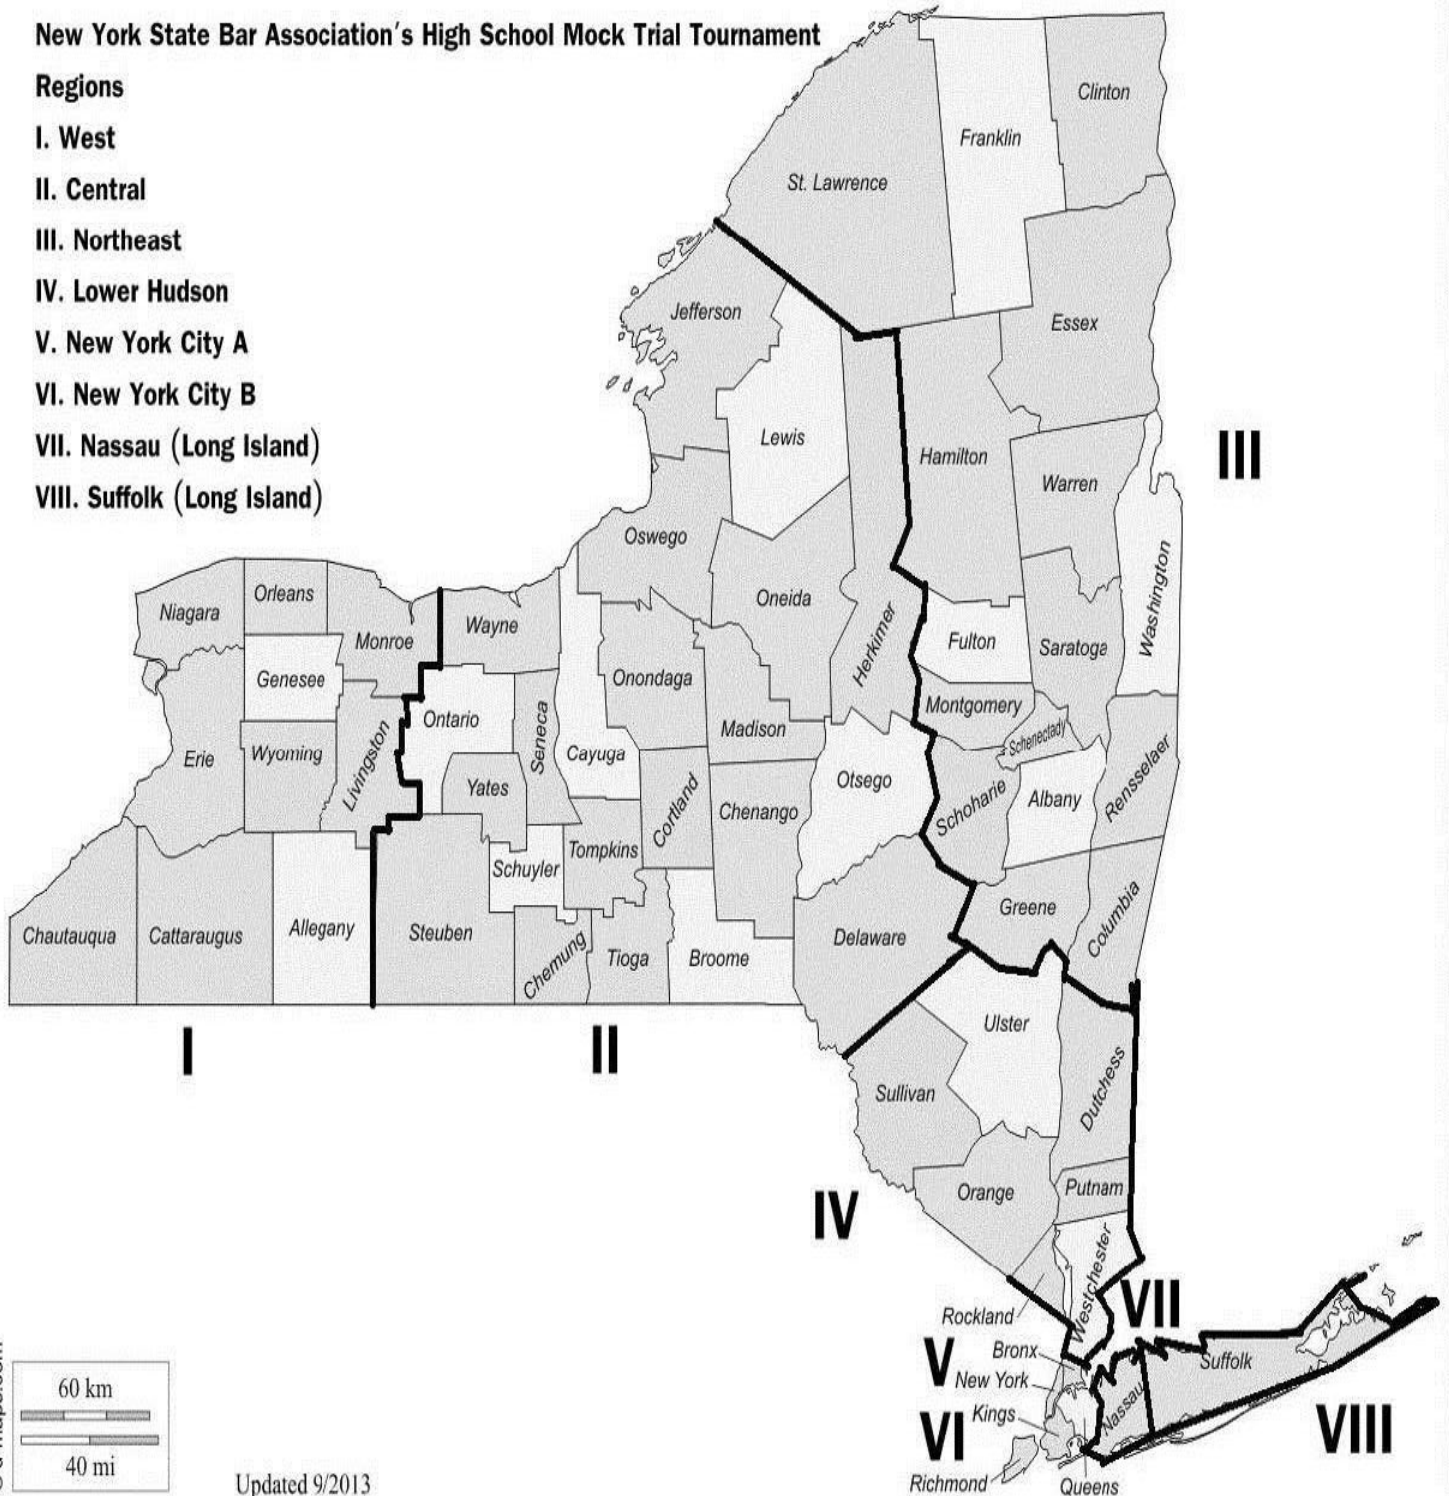 New York State Bar Association's High School Mock Trial Tournament
Regions
I. West
II. Central
III. Northeast
IV. Lower Hudson
V. New York City A
VI. New York City B
VII. Nassau (Long Island)
VIII. Suffolk (Long Island)
Clinton
Franklin
St. Lawrence
Jefferson
Essex
Lewis
Hamilton
III
Warren
Oswego
Washington
Niagara
Orleans
Monroe
Wayne
Oneida
Herkimer
Fulton
Saratoga
Genesee
Onondaga
Montgomery
Ontario
Seneca
Cayuga
Madison
Schenectady
Erie
Wyoming
Livingston
Yates
Cortland
Chenango
Otsego
Schoharie
Albany
Rensselaer
Schuyler
Tompkins
Greene
Columbia
Chautauqua
Cattaraugus
Allegany
Steuben
Chemung
Tioga
Broome
Delaware
I
II
Ulster
Sullivan
Dutchess
Orange
Putnam
IV
Westchester
Rockland
VII
Bronx
V
New York
Suffolk
Nassau
Kings
VI
VIII
Richmond
Queens
60 km
40 mi
Updated 9/2013